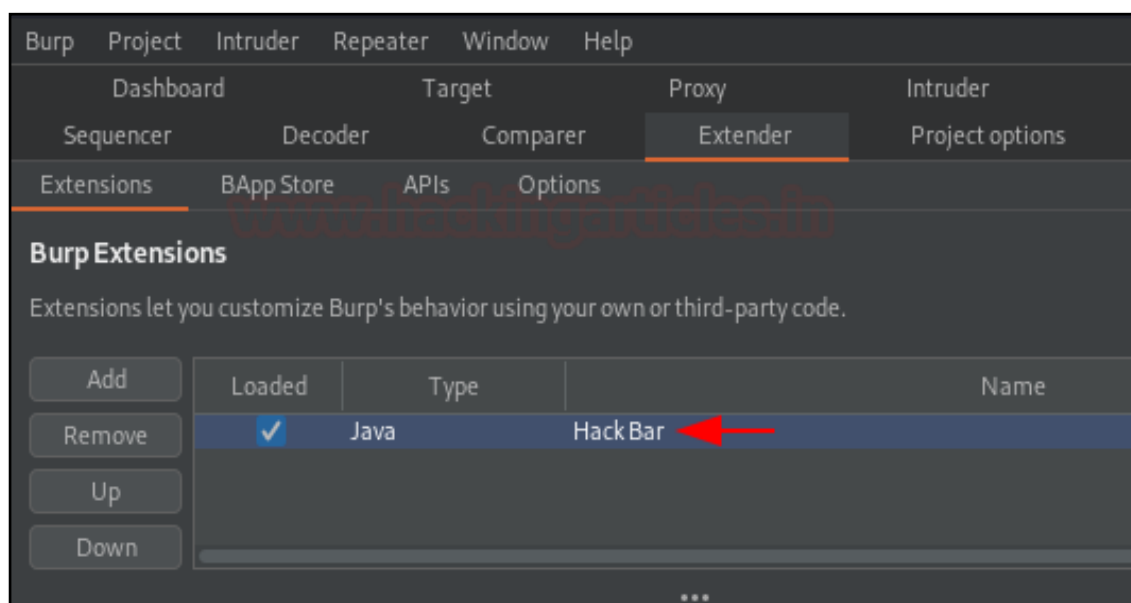 Burp Project Intruder Repeater Window Help
Dashboard Target Proxy Intruder
Sequencer Decoder Comparer Extender Project options
Extensions BApp Store APIs Options
www.hackingarticles.in
Burp Extensions
Extensions let you customize Burp's behavior using your own or third-party code.
Add Loaded Type Name
Remove Java Hack Bar
Up
Down